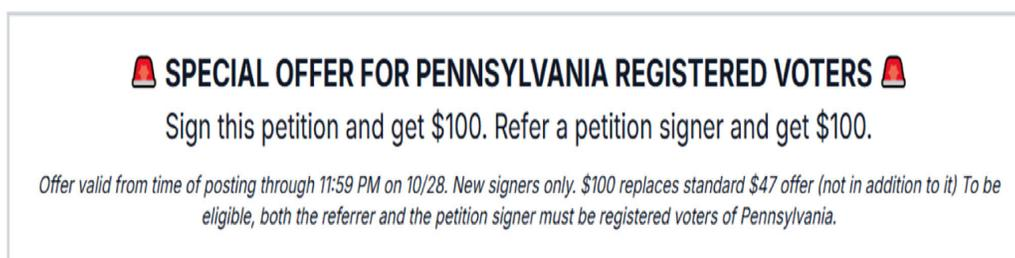 🚨 SPECIAL OFFER FOR PENNSYLVANIA REGISTERED VOTERS 🚨
Sign this petition and get $100. Refer a petition signer and get $100.
Offer valid from time of posting through 11:59 PM on 10/28. New signers only. $100 replaces standard $47 offer (not in addition to it) To be
eligible, both the referrer and the petition signer must be registered voters of Pennsylvania.